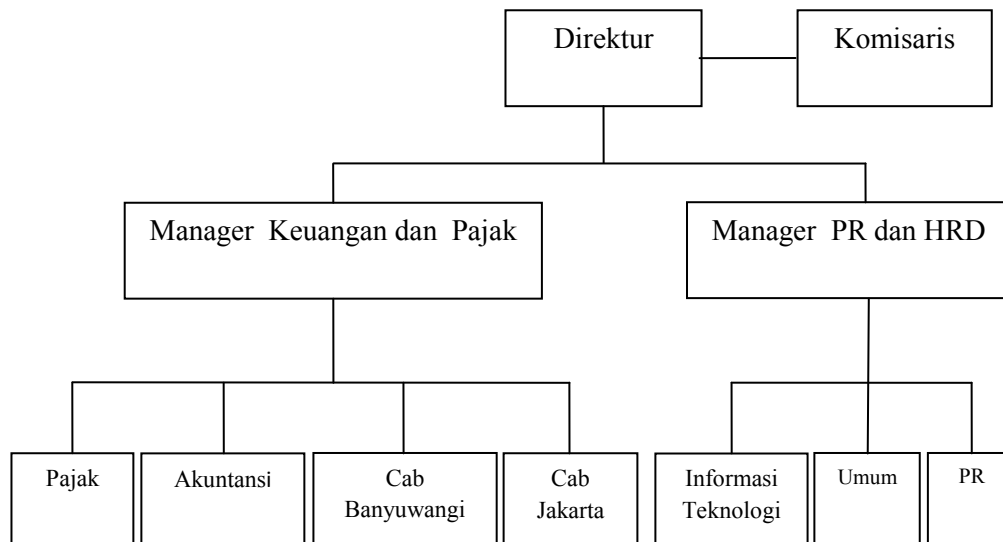 Direktur
Komisaris
Manager Keuangan dan Pajak
Manager PR dan HRD
Pajak
Akuntansi
Cab
Banyuwangi
Cab
Jakarta
Informasi
Teknologi
Umum
PR